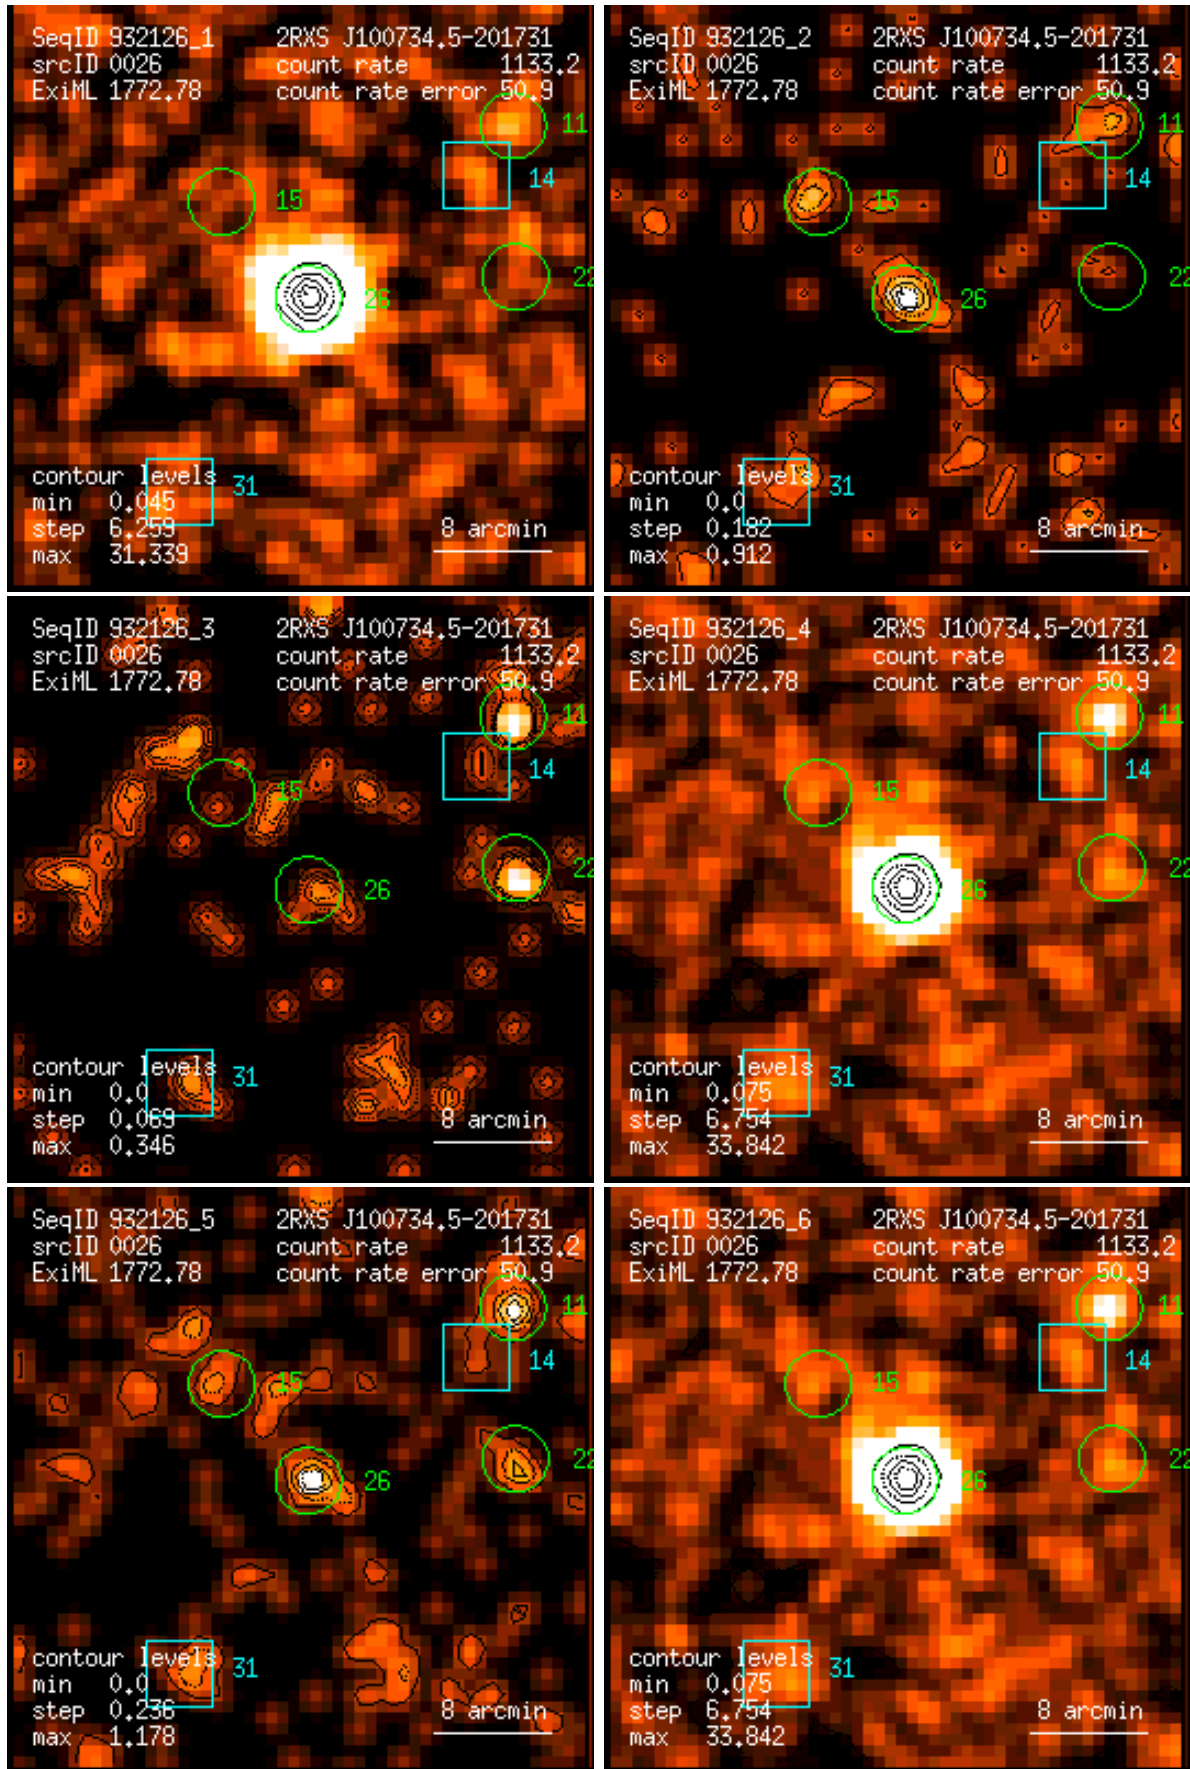 SeqID 932126_1 2RXS J100734.5-201731
srcID 0026 count rate 1133.2
ExiML 1772.78 count rate error 50.9
11
14
15
22
26
contour levels 31
min 0.045
step 6.259 8 arcmin
max 31.339
SeqID 932126_2 2RXS J100734.5-201731
srcID 0026 count rate 1133.2
ExiML 1772.78 count rate error 50.9
11
14
15
22
26
contour levels 31
min 0.0
step 0.182 8 arcmin
max 0.912
SeqID 932126_3 2RXS J100734.5-201731
srcID 0026 count rate 1133.2
ExiML 1772.78 count rate error 50.9
11
14
15
22
26
contour levels 31
min 0.0
step 0.069 8 arcmin
max 0.346
SeqID 932126_4 2RXS J100734.5-201731
srcID 0026 count rate 1133.2
ExiML 1772.78 count rate error 50.9
11
14
15
22
26
contour levels 31
min 0.075
step 6.754 8 arcmin
max 33.842
SeqID 932126_5 2RXS J100734.5-201731
srcID 0026 count rate 1133.2
ExiML 1772.78 count rate error 50.9
11
14
15
22
26
contour levels 31
min 0.0
step 0.236 8 arcmin
max 1.178
SeqID 932126_6 2RXS J100734.5-201731
srcID 0026 count rate 1133.2
ExiML 1772.78 count rate error 50.9
11
14
15
22
26
contour levels 31
min 0.075
step 6.754 8 arcmin
max 33.842